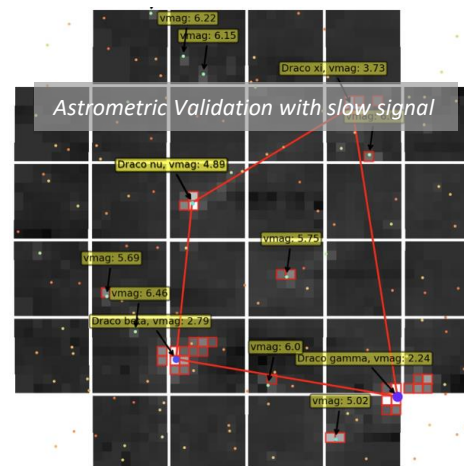 vmag: 6.22
vmag: 6.15
Draco xi, vmag: 3.73
Astrometric Validation with slow signal
Draco nu, vmag: 4.89
vmag: 5.75
vmag: 5.69
vmag: 6.46
Draco beta, vmag: 2.79
vmag: 6.0
Draco gamma, vmag: 2.24
vmag: 5.02